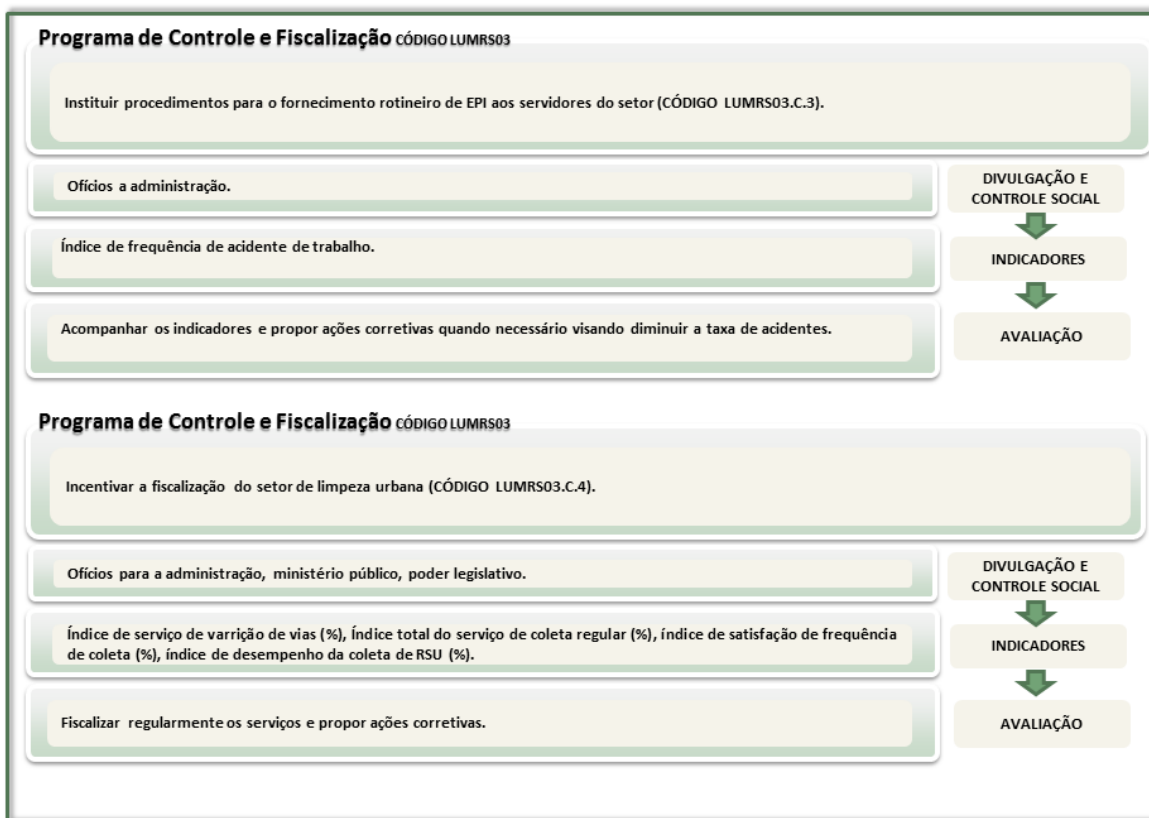 Programa de Controle e Fiscalização CÓDIGO LUMRS03
Instituir procedimentos para o fornecimento rotineiro de EPI aos servidores do setor (CÓDIGO LUMRS03.C.3).
Ofícios a administração.
DIVULGAÇÃO E
CONTROLE SOCIAL
Índice de frequência de acidente de trabalho.
INDICADORES
Acompanhar os indicadores e propor ações corretivas quando necessário visando diminuir a taxa de acidentes.
AVALIAÇÃO
Programa de Controle e Fiscalização CÓDIGO LUMRS03
Incentivar a fiscalização do setor de limpeza urbana (CÓDIGO LUMRS03.C.4).
Ofícios para a administração, ministério público, poder legislativo.
DIVULGAÇÃO E
CONTROLE SOCIAL
Índice de serviço de varrição de vias (%), Índice total do serviço de coleta regular (%), índice de satisfação de frequência
de coleta (%), índice de desempenho da coleta de RSU (%).
INDICADORES
Fiscalizar regularmente os serviços e propor ações corretivas.
AVALIAÇÃO